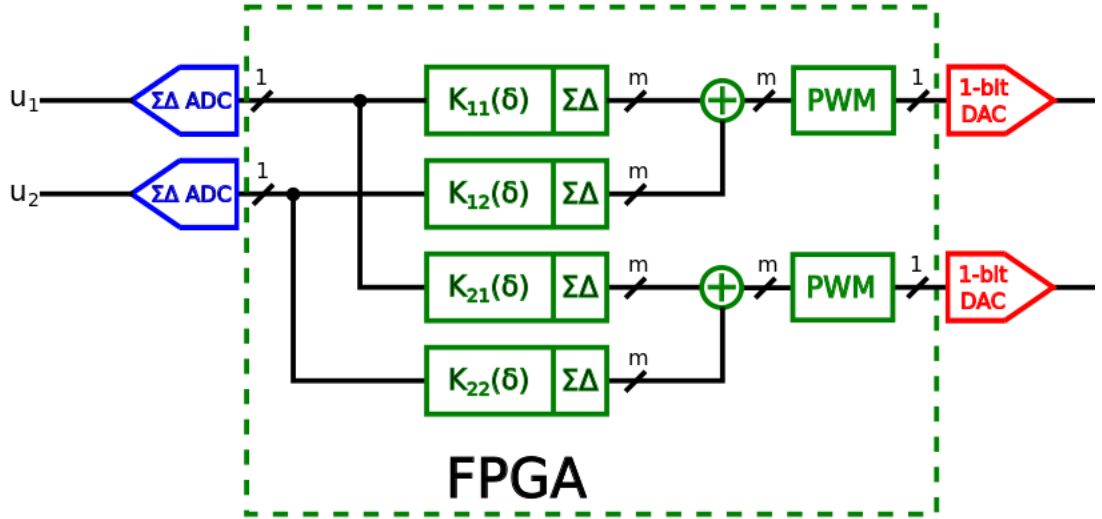 1 m m 1
u₁ ΣΔ ADC K₁₁(δ) ΣΔ PWM 1-bit
DAC
1 m
u₂ ΣΔ ADC K₁₂(δ) ΣΔ
m m 1
K₂₁(δ) ΣΔ PWM 1-bit
DAC
m
K₂₂(δ) ΣΔ
FPGA